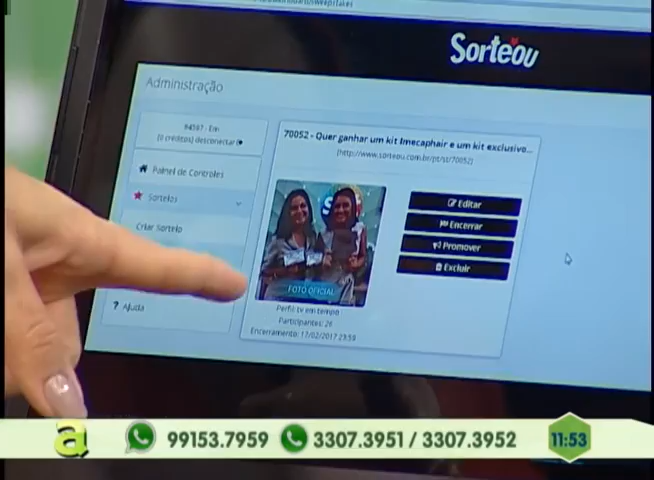 Sorteou
Administração
[0 créditos] desconectar
Painel de Controles
Sorteios
Criar Sorteio
Ajuda
70052 - Quer ganhar um kit Imecaphair e um kit exclusivo...
[http://www.sorteou.com.br/pt/st/70052]
FOTO OFICIAL
Perfil tv em tempo
Participantes: 26
Encerramento: 17/02/2017 23:59
Editar
Encerrar
Promover
Excluir
a 99153.7959 3307.3951 / 3307.3952 11:53